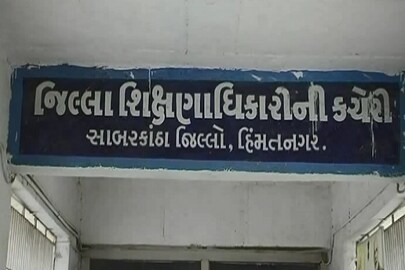 જિલ્લા શિક્ષણાધિકારીની કચેરી
સાબરકાંઠા જિલ્લો, હિંમતનગર.